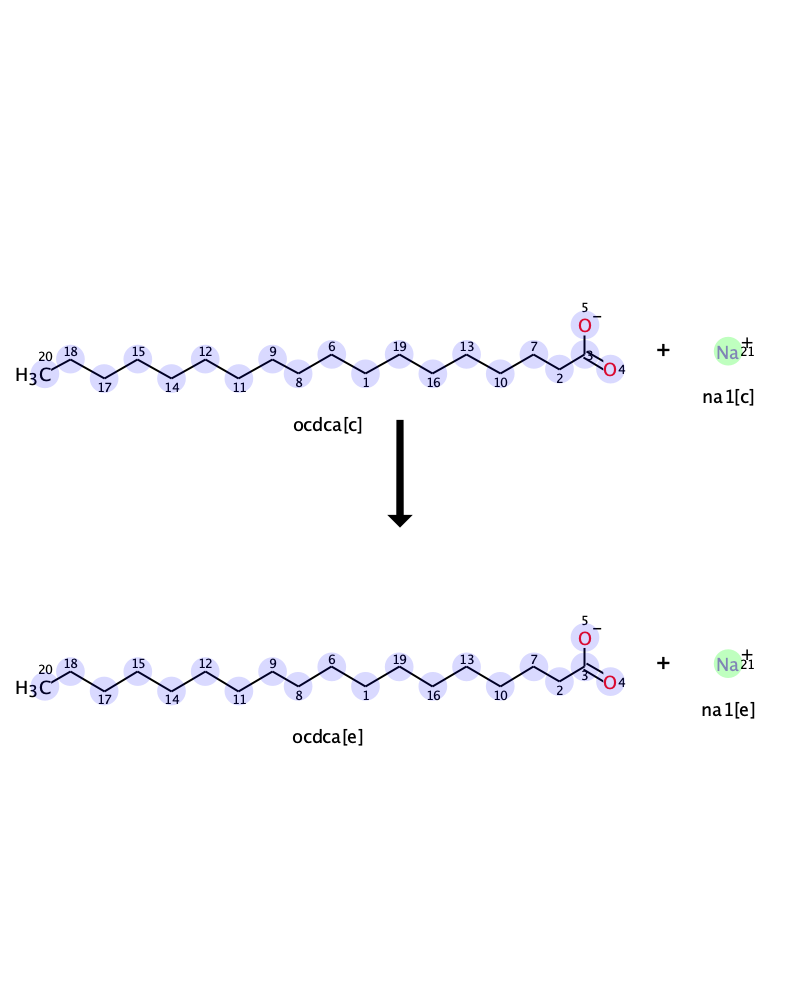 5
O −
20 18 15 12 9 6 19 13 7 3 + Na + 21
H3C 17 14 11 8 1 16 10 2 O 4
na1[c]
ocdca[c]
5
O −
20 18 15 12 9 6 19 13 7 3 + Na + 21
H3C 17 14 11 8 1 16 10 2 O 4
na1[e]
ocdca[e]